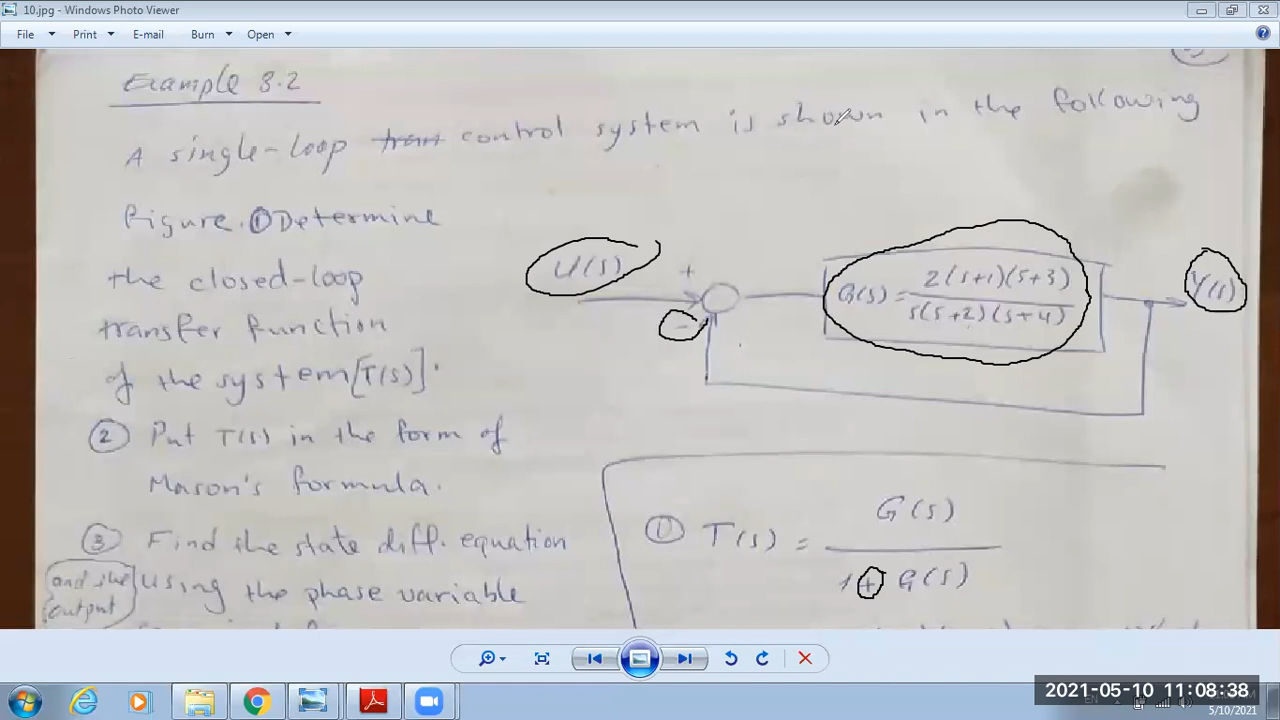 10.jpg - Windows Photo Viewer
File Print E-mail Burn Open
Example 3.2
A single-loop control system is shown in the following
Figure. ① Determine
the closed-loop
transfer function
of the system [T(s)].
U(s)
+
-
G(s) = 2(s+1)(s+3) / s(s+2)(s+4)
Y(s)
② Put T(s) in the form of
Mason's formula.
③ Find the state diff. equation
and the output using the phase variable
① T(s) = G(s) / 1 + G(s)
2021-05-10 11:08:38
EN
5/10/2021